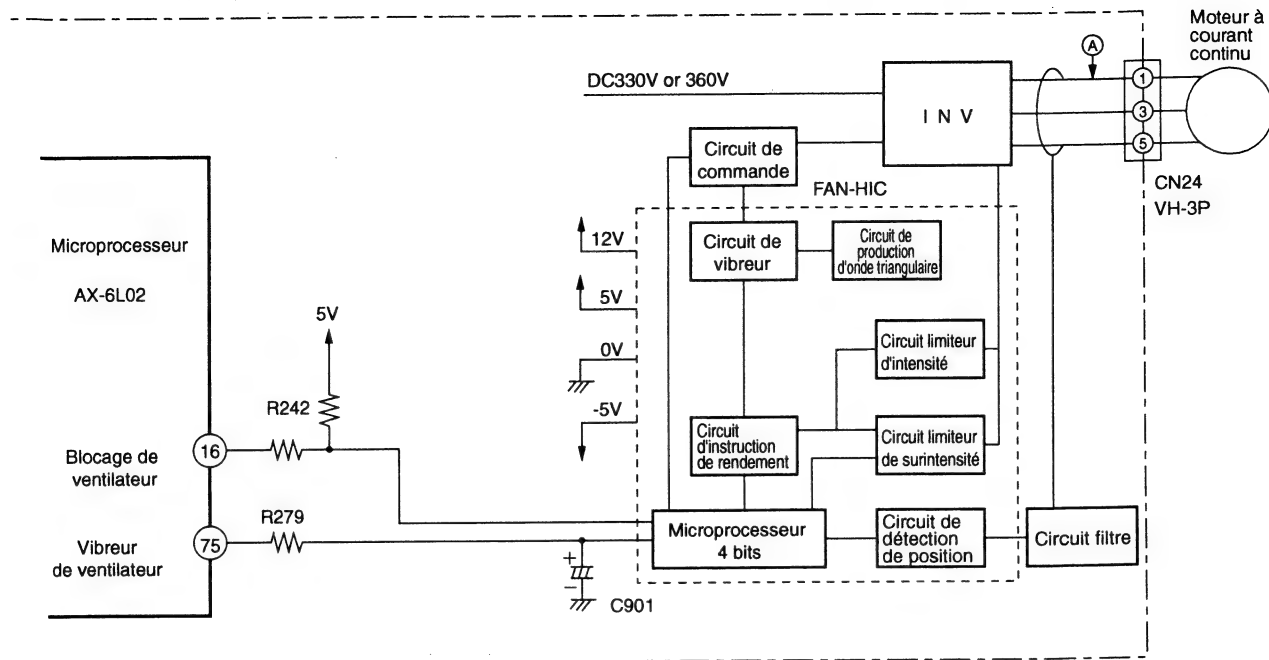 Moteur à
courant
continu
A
DC330V or 360V
I N V
1
3
5
Circuit de
commande
FAN-HIC
CN24
VH-3P
Microprocesseur
AX-6L02
12V
Circuit de
vibreur
Circuit de
production
d'onde triangulaire
5V
5V
0V
Circuit limiteur
d'intensité
R242
-5V
Circuit
d'instruction
de rendement
Circuit limiteur
de surintensité
Blocage de
ventilateur
16
R279
Microprocesseur
4 bits
Circuit de
détection
de position
Circuit filtre
Vibreur
de ventilateur
75
+
−
C901